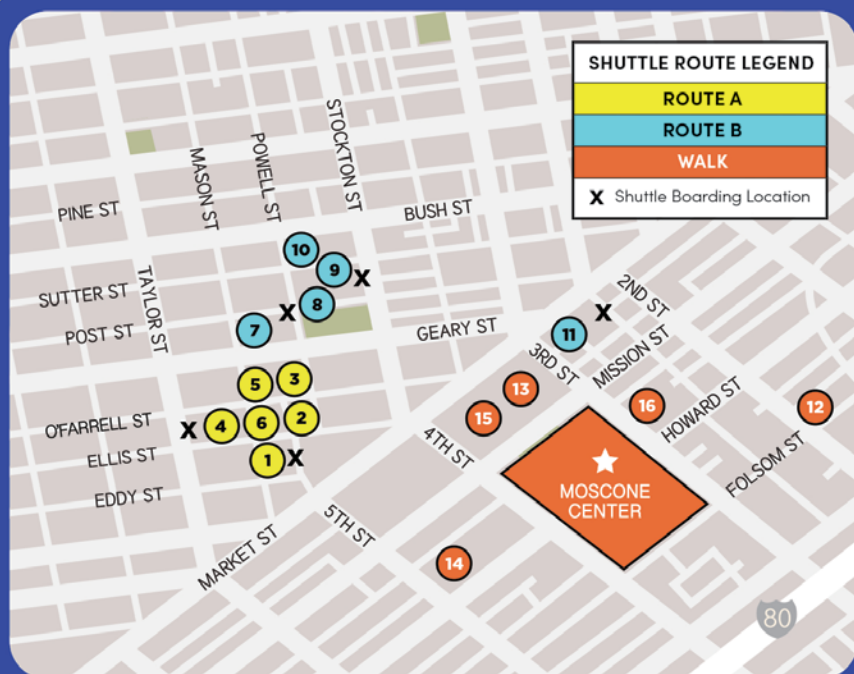 SHUTTLE ROUTE LEGEND
ROUTE A
ROUTE B
WALK
X Shuttle Boarding Location
STOCKTON ST
POWELL ST
MASON ST
PINE ST
BUSH ST
10
9
X
TAYLOR ST
SUTTER ST
8
X
7
POST ST
GEARY ST
2ND ST
X
11
MISSION ST
3RD ST
5
3
13
16
HOWARD ST
12
O'FARRELL ST
X
4
6
2
15
4TH ST
ELLIS ST
1
X
FOLSOM ST
EDDY ST
MOSCONE
CENTER
5TH ST
MARKET ST
14
80